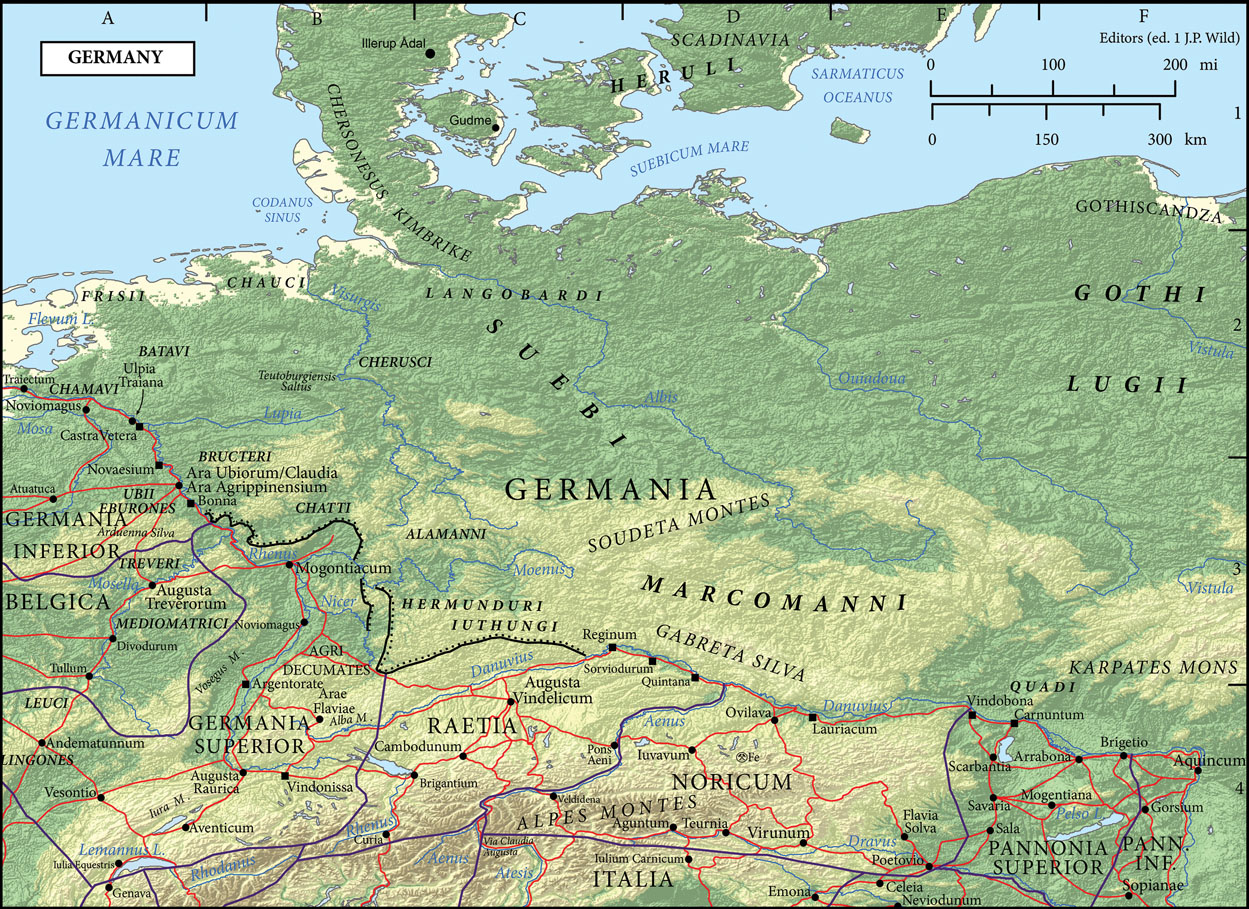 A
B
C
D
E
F
GERMANY
Editors (ed. 1 J.P. Wild)
0 100 200 mi
0 150 300 km
1
2
3
4
Illerup Ådal
SCADINAVIA
HERULI
SARMATICUS
OCEANUS
GERMANICUM
MARE
CHERSONESUS KIMBRIKE
Gudme
SUEBICUM MARE
CODANUS
SINUS
GOTHISCANDZA
FRISII
CHAUCI
Visurgis
LANGOBARDI
GOTHI
Flevum L.
SUEBI
Vistula
BATAVI
CHERUSCI
Ulpia
Traiana
Teutoburgiensis
Saltus
Traiectum
CHAMAVI
Ouiadoua
LUGII
Noviomagus
Lupia
Albis
Mosa
Castra Vetera
BRUCTERI
Novaesium
Ara Ubiorum/Claudia
Ara Agrippinensium
Atuatuca
UBII
EBURONES
Bonna
CHATTI
GERMANIA
GERMANIA
INFERIOR
Arduenna Silva
ALAMANNI
SOUDETA MONTES
TREVERI
Rhenus
Mogontiacum
Moenus
Mosella
Augusta
Treverorum
BELGICA
Nicer
HERMUNDURI
IUTHUNGI
MARCOMANNI
Vistula
MEDIOMATRICI
Noviomagus
Divodurum
AGRI
DECUMATES
Reginum
GABRETA SILVA
Vosegus M.
Tullum
Danuvius
Sorviodurum
Quintana
KARPATES MONS
Argentorate
Augusta
Vindelicum
QUADI
LEUCI
Arae
Flaviae
Alba M.
Vindobona
Carnuntum
GERMANIA
SUPERIOR
RAETIA
Aenus
Ovilava
Danuvius
Lauriacum
Andematunnum
Cambodunum
Pons
Aeni
Iuvavum
Fe
Scarbantia
Arrabona
Brigetio
Aquincum
LINGONES
Augusta
Raurica
Vindonissa
Brigantium
NORICUM
Vesontio
Veldidena
Savaria
Mogentiana
Gorsium
Iura M.
ALPES MONTES
Pelso L.
Aventicum
Rhenus
Curia
Aguntum
Teurnia
Virunum
Flavia
Solva
Sala
Via Claudia
Augusta
Dravus
Lemannus L.
Iulia Equestris
Rhodanus
Aenus
Atesis
Iulium Carnicum
Poetovio
PANNONIA
SUPERIOR
PANN.
INF.
Genava
ITALIA
Emona
Celeia
Neviodunum
Sopianae